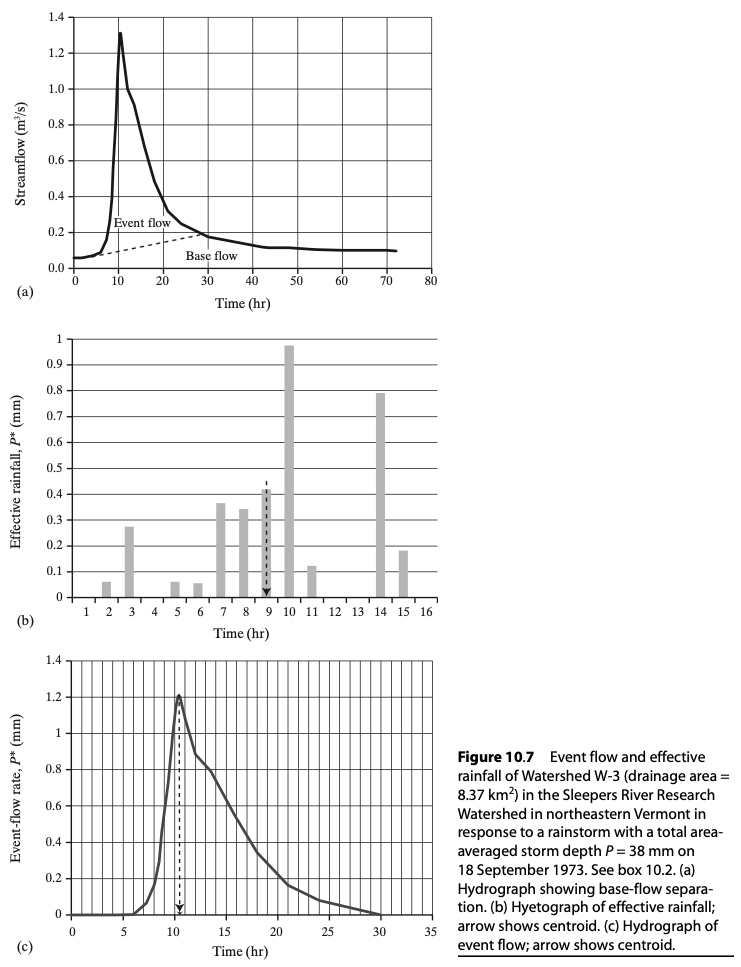 1.4
1.2
1.0
0.8
0.6
0.4
0.2
0.0
Streamflow (m³/s)
Event flow
Base flow
0 10 20 30 40 50 60 70 80
Time (hr)
(a)
1
0.9
0.8
0.7
0.6
0.5
0.4
0.3
0.2
0.1
0
Effective rainfall, P* (mm)
1 2 3 4 5 6 7 8 9 10 11 12 13 14 15 16
Time (hr)
(b)
1.4
1.2
1
0.8
0.6
0.4
0.2
0
Event-flow rate, P* (mm)
0 5 10 15 20 25 30 35
Time (hr)
(c)
Figure 10.7 Event flow and effective
rainfall of Watershed W-3 (drainage area =
8.37 km²) in the Sleepers River Research
Watershed in northeastern Vermont in
response to a rainstorm with a total area-
averaged storm depth P = 38 mm on
18 September 1973. See box 10.2. (a)
Hydrograph showing base-flow separa-
tion. (b) Hyetograph of effective rainfall;
arrow shows centroid. (c) Hydrograph of
event flow; arrow shows centroid.